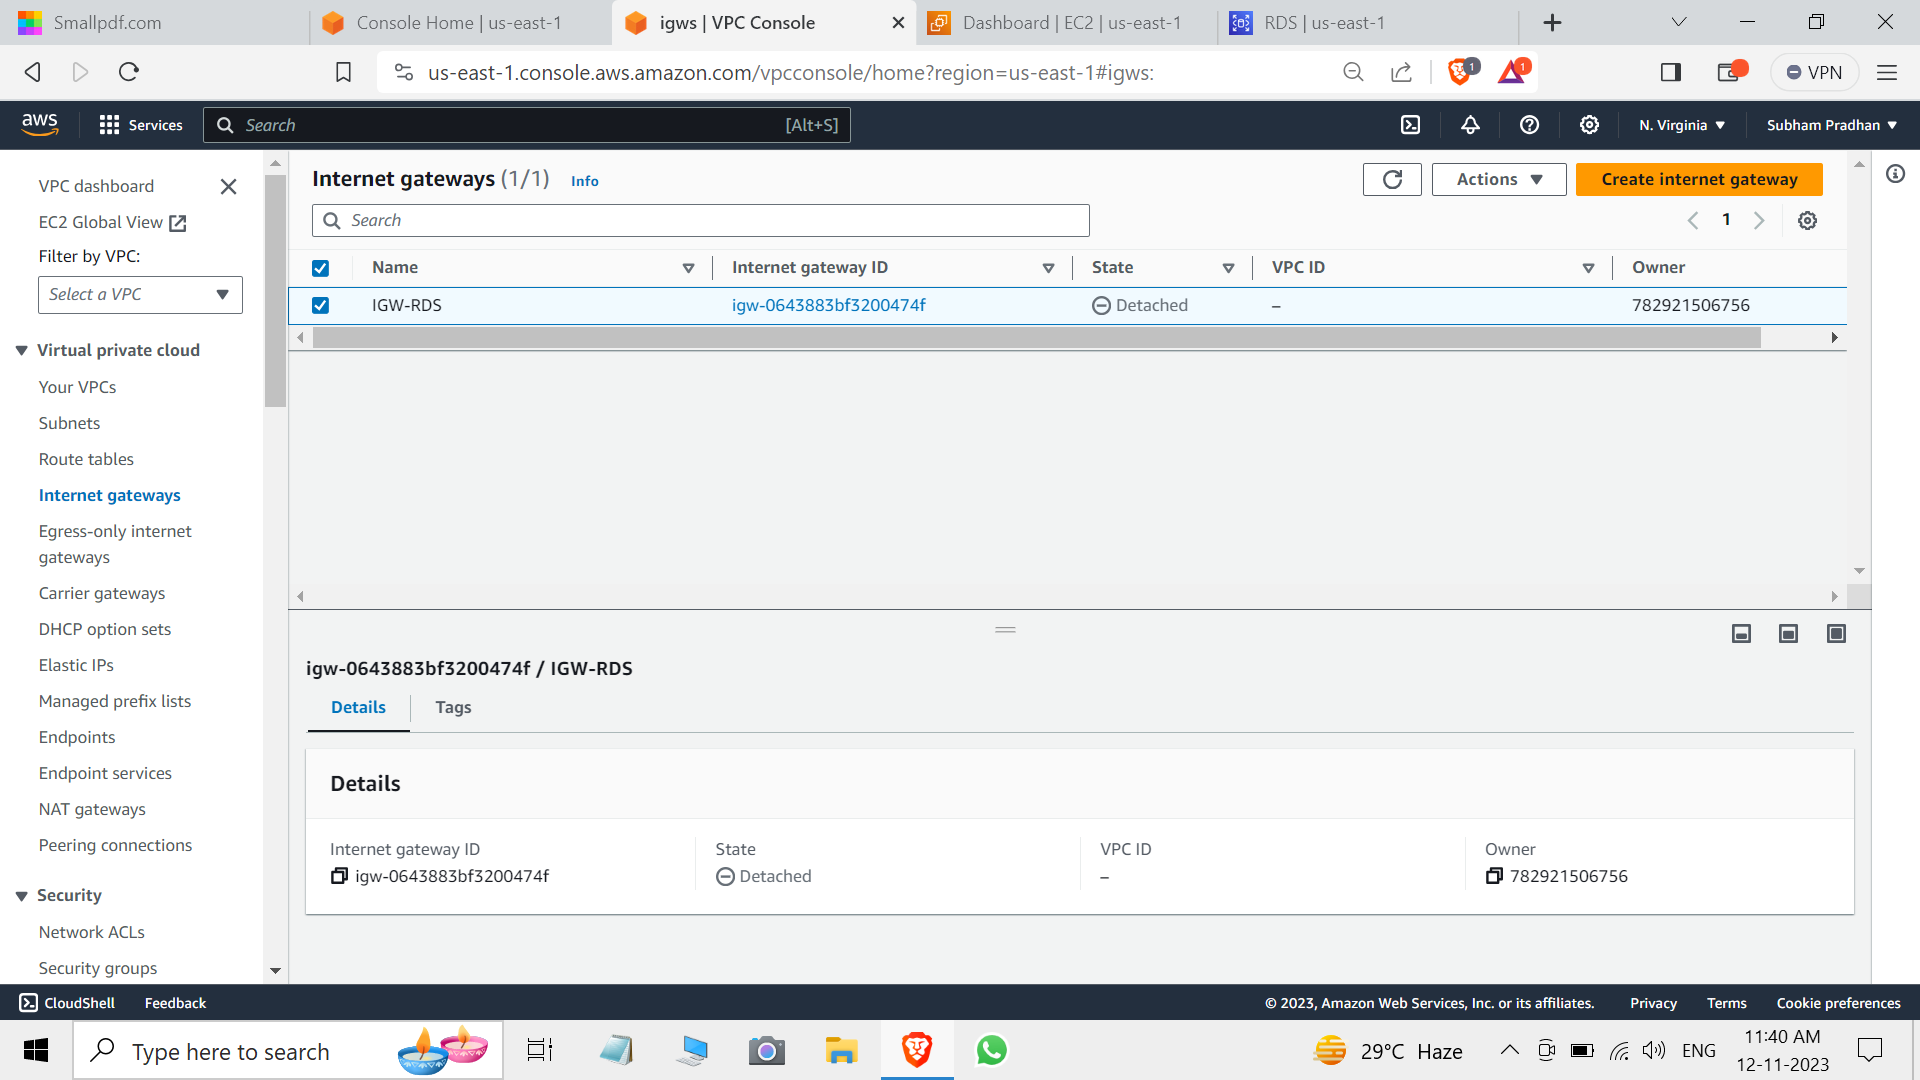 Smallpdf.com
Console Home | us-east-1
igws | VPC Console
Dashboard | EC2 | us-east-1
RDS | us-east-1
us-east-1.console.aws.amazon.com/vpcconsole/home?region=us-east-1#igws:
1
1
VPN
aws
Services
Search
[Alt+S]
N. Virginia
Subham Pradhan
VPC dashboard
EC2 Global View
Filter by VPC:
Select a VPC
Virtual private cloud
Your VPCs
Subnets
Route tables
Internet gateways
Egress-only internet
gateways
Carrier gateways
DHCP option sets
Elastic IPs
Managed prefix lists
Endpoints
Endpoint services
NAT gateways
Peering connections
Security
Network ACLs
Security groups
Internet gateways (1/1) Info
Actions
Create internet gateway
Search
1
Name Internet gateway ID State VPC ID Owner
IGW-RDS igw-0643883bf3200474f Detached – 782921506756
igw-0643883bf3200474f / IGW-RDS
Details Tags
Details
Internet gateway ID State VPC ID Owner
igw-0643883bf3200474f Detached – 782921506756
CloudShell Feedback © 2023, Amazon Web Services, Inc. or its affiliates. Privacy Terms Cookie preferences
Type here to search
29°C Haze
ENG
11:40 AM
12-11-2023